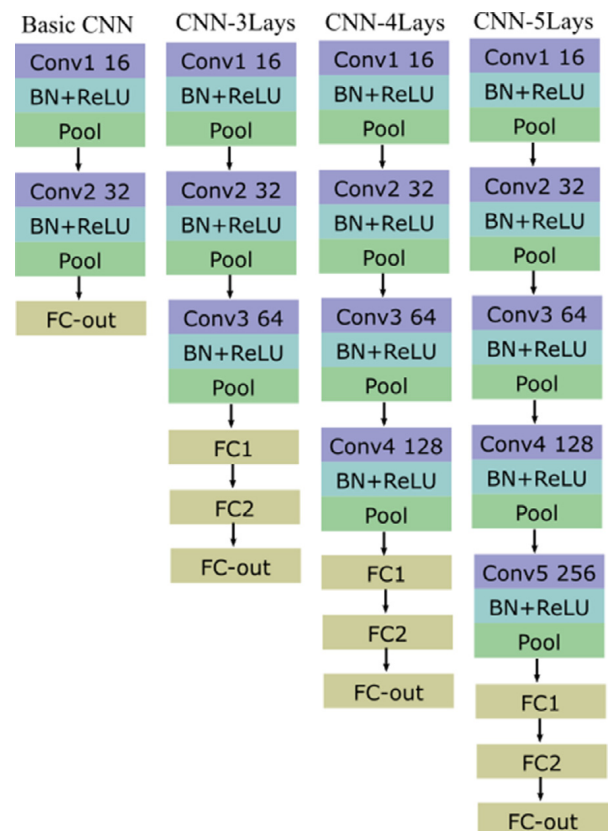 Basic CNN
Conv1 16
BN+ReLU
Pool
Conv2 32
BN+ReLU
Pool
FC-out
CNN-3Lays
Conv1 16
BN+ReLU
Pool
Conv2 32
BN+ReLU
Pool
Conv3 64
BN+ReLU
Pool
FC1
FC2
FC-out
CNN-4Lays
Conv1 16
BN+ReLU
Pool
Conv2 32
BN+ReLU
Pool
Conv3 64
BN+ReLU
Pool
Conv4 128
BN+ReLU
Pool
FC1
FC2
FC-out
CNN-5Lays
Conv1 16
BN+ReLU
Pool
Conv2 32
BN+ReLU
Pool
Conv3 64
BN+ReLU
Pool
Conv4 128
BN+ReLU
Pool
Conv5 256
BN+ReLU
Pool
FC1
FC2
FC-out